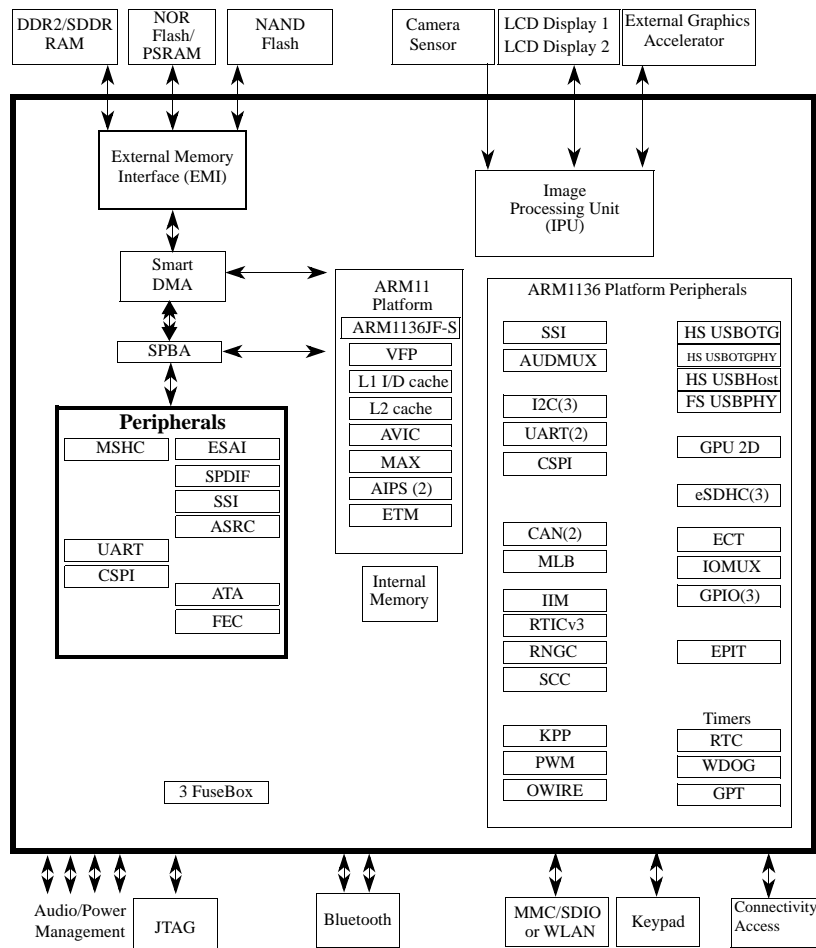 DDR2/SDDR
RAM
NOR
Flash/
PSRAM
NAND
Flash
Camera
Sensor
LCD Display 1
LCD Display 2
External Graphics
Accelerator
External Memory
Interface (EMI)
Image
Processing Unit
(IPU)
Smart
DMA
SPBA
Peripherals
MSHC
ESAI
SPDIF
SSI
ASRC
UART
CSPI
ATA
FEC
ARM11
Platform
ARM1136JF-S
VFP
L1 I/D cache
L2 cache
AVIC
MAX
AIPS (2)
ETM
Internal
Memory
ARM1136 Platform Peripherals
SSI
AUDMUX
I2C(3)
UART(2)
CSPI
CAN(2)
MLB
IIM
RTICv3
RNGC
SCC
KPP
PWM
OWIRE
HS USBOTG
HS USBOTGPHY
HS USBHost
FS USBPHY
GPU 2D
eSDHC(3)
ECT
IOMUX
GPIO(3)
EPIT
Timers
RTC
WDOG
GPT
3 FuseBox
Audio/Power
Management
JTAG
Bluetooth
MMC/SDIO
or WLAN
Keypad
Connectivity
Access